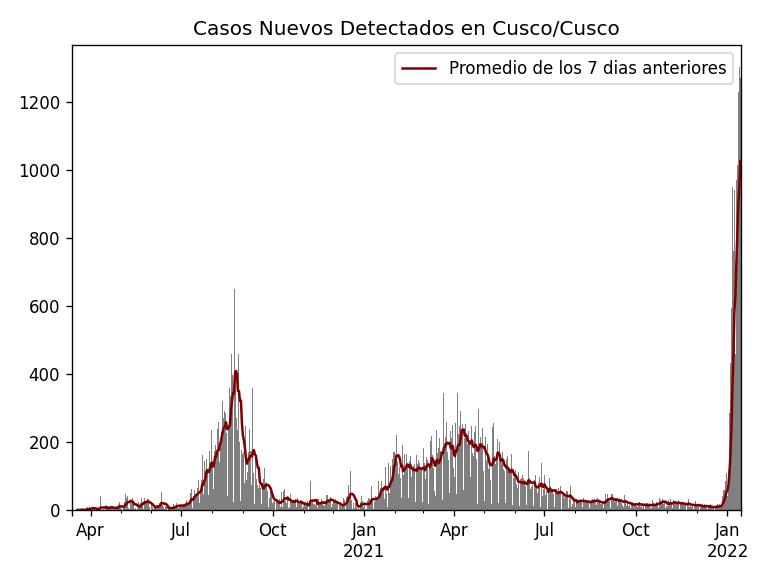 Casos Nuevos Detectados en Cusco/Cusco
Promedio de los 7 dias anteriores
1200
1000
800
600
400
200
0
Apr Jul Oct Jan Apr Jul Oct Jan
2021 2022